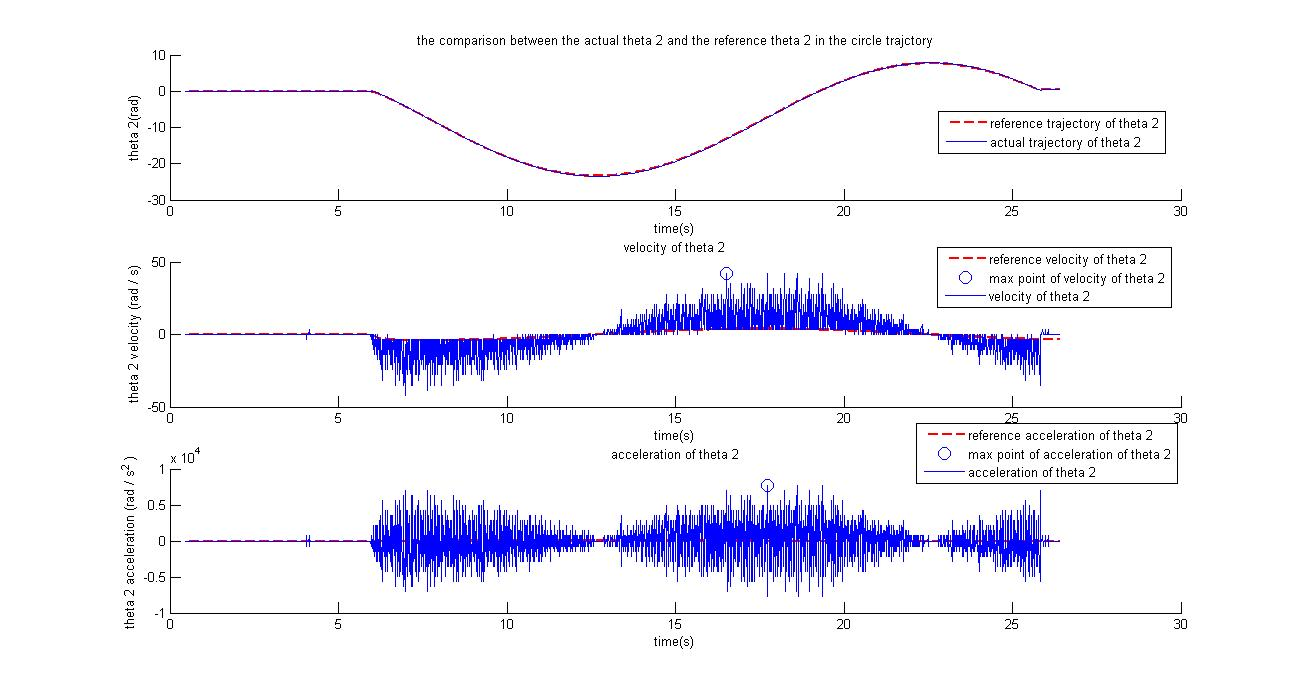 the comparison between the actual theta 2 and the reference theta 2 in the circle trajctory
10
0
-10
-20
-30
theta 2(rad)
reference trajectory of theta 2
actual trajectory of theta 2
0 5 10 15 20 25 30
time(s)
velocity of theta 2
50
0
-50
theta 2 velocity (rad / s)
reference velocity of theta 2
max point of velocity of theta 2
velocity of theta 2
0 5 10 15 20 25 30
time(s)
acceleration of theta 2
x 10^4
1
0.5
0
-0.5
-1
theta 2 acceleration (rad / s^2 )
reference acceleration of theta 2
max point of acceleration of theta 2
acceleration of theta 2
0 5 10 15 20 25 30
time(s)